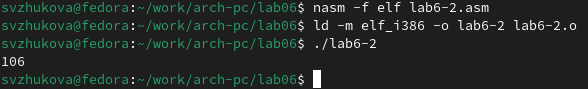 svzhukova@fedora:~/work/arch-pc/lab06$ nasm -f elf lab6-2.asm
svzhukova@fedora:~/work/arch-pc/lab06$ ld -m elf_i386 -o lab6-2 lab6-2.o
svzhukova@fedora:~/work/arch-pc/lab06$ ./lab6-2
106
svzhukova@fedora:~/work/arch-pc/lab06$